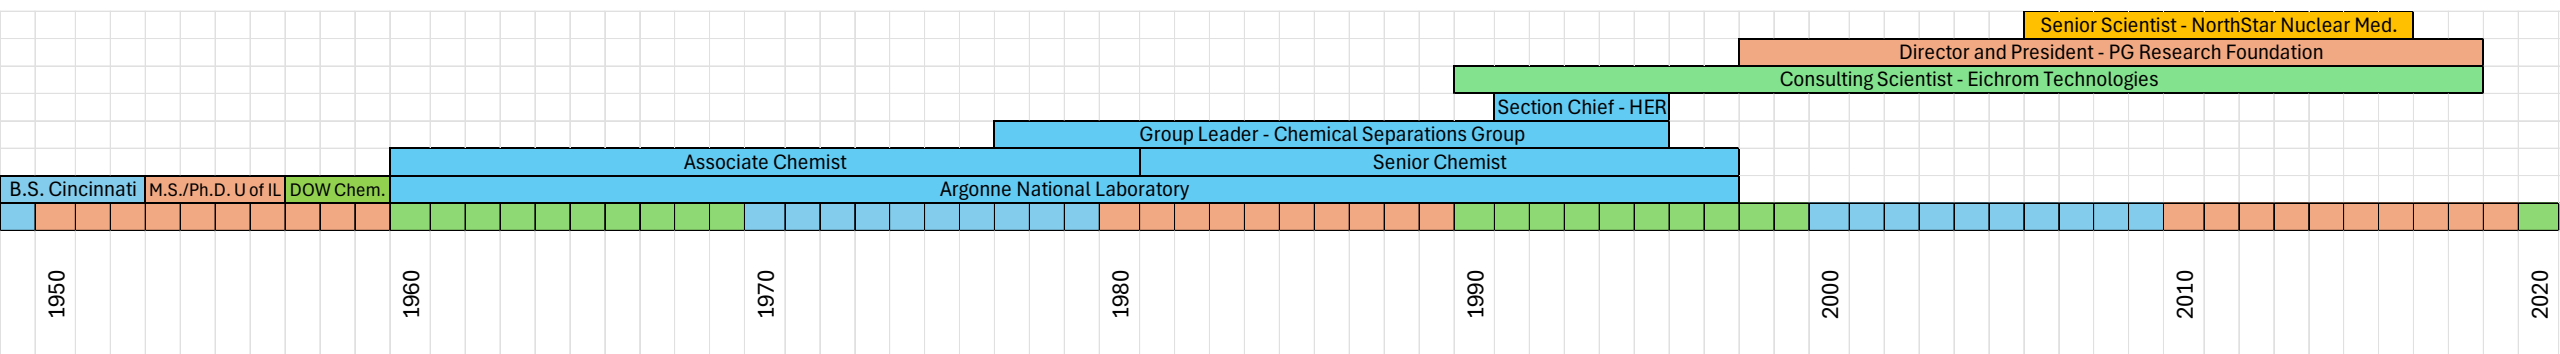 Senior Scientist - NorthStar Nuclear Med.
Director and President - PG Research Foundation
Consulting Scientist - Eichrom Technologies
Section Chief - HER
Group Leader - Chemical Separations Group
Associate Chemist Senior Chemist
B.S. Cincinnati M.S./Ph.D. U of IL DOW Chem. Argonne National Laboratory
1950 1960 1970 1980 1990 2000 2010 2020